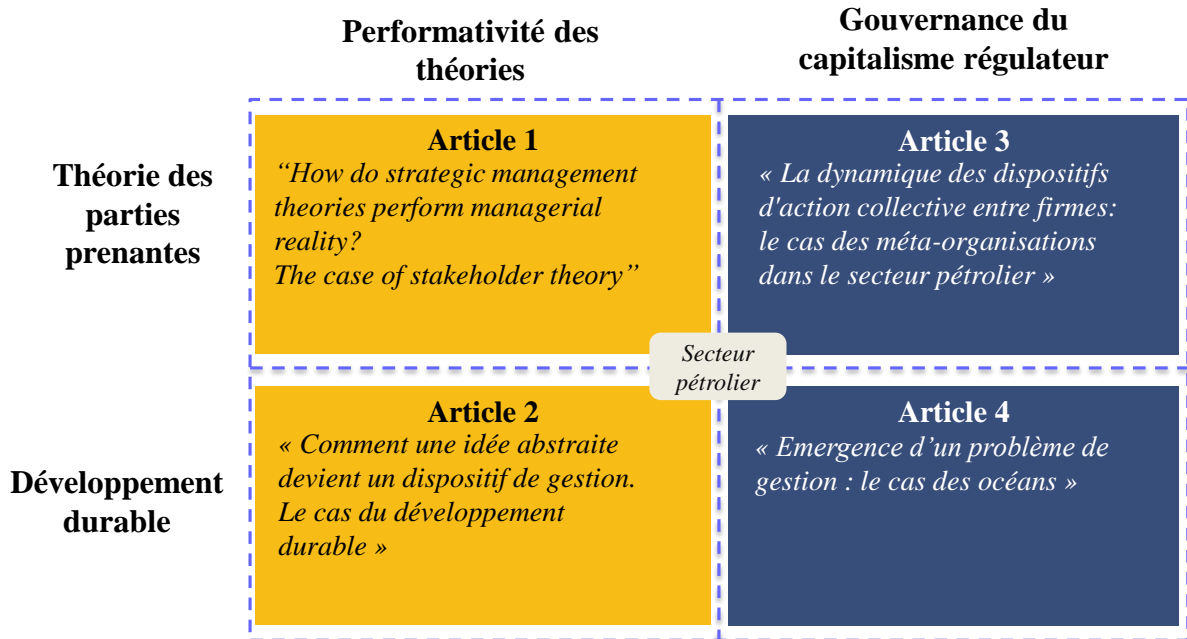 Performativité des
théories
Gouvernance du
capitalisme régulateur
Théorie des
parties
prenantes
Article 1
“How do strategic management
theories perform managerial
reality?
The case of stakeholder theory”
Article 3
« La dynamique des dispositifs
d'action collective entre firmes:
le cas des méta-organisations
dans le secteur pétrolier »
Secteur
pétrolier
Développement
durable
Article 2
« Comment une idée abstraite
devient un dispositif de gestion.
Le cas du développement
durable »
Article 4
« Emergence d’un problème de
gestion : le cas des océans »